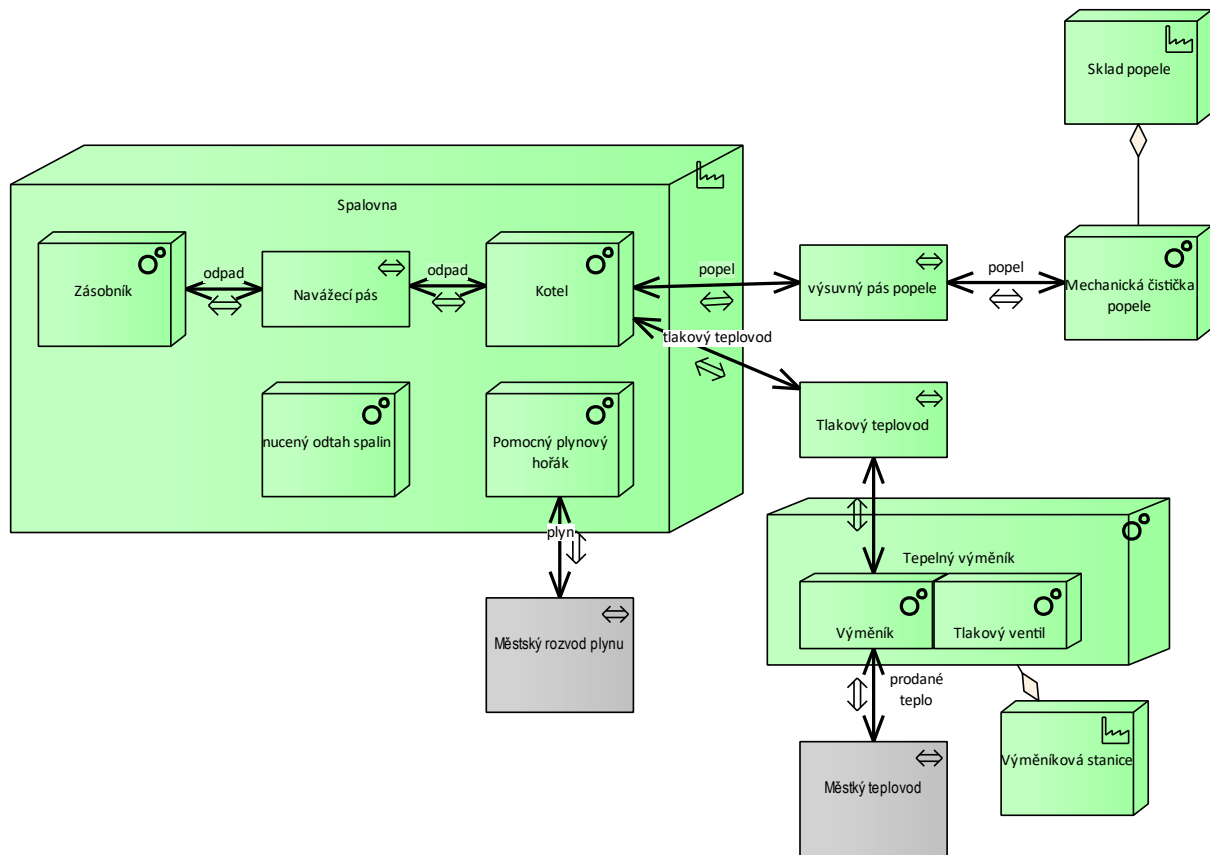 Sklad popele
Spalovna
Zásobník
odpad
Navážecí pás
odpad
Kotel
popel
výsuvný pás popele
popel
Mechanická čistička
popele
tlakový teplovod
nucený odtah spalin
Pomocný plynový
hořák
Tlakový teplovod
plyn
Tepelný výměník
Výměník
Tlakový ventil
Městský rozvod plynu
prodané
teplo
Výměníková stanice
Městký teplovod